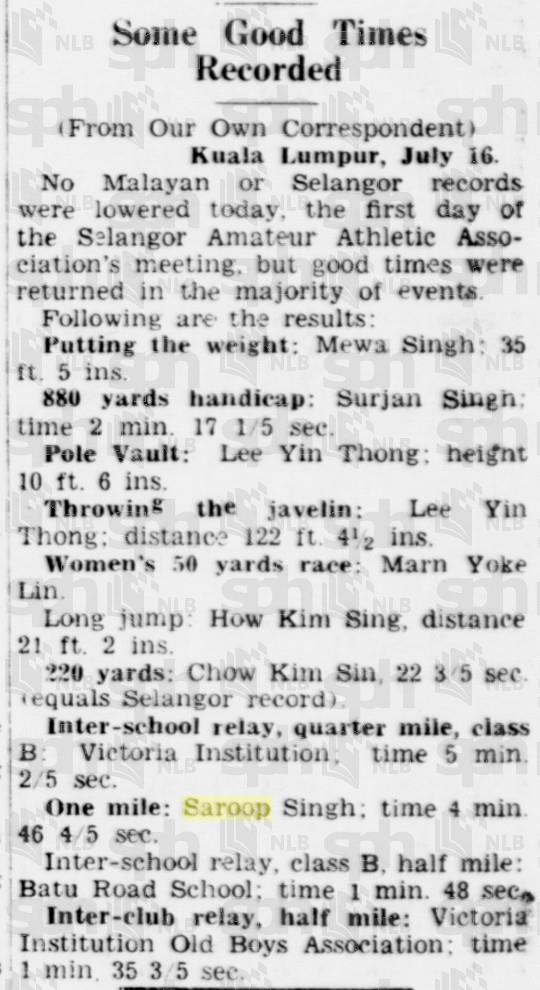 Some Good Times
Recorded
(From Our Own Correspondent)
Kuala Lumpur, July 16.
No Malayan or Selangor records
were lowered today, the first day of
the Selangor Amateur Athletic Asso-
ciation's meeting, but good times were
returned in the majority of events.
Following are the results:
Putting the weight: Mewa Singh; 35
ft. 5 ins.
880 yards handicap: Surjan Singh;
time 2 min. 17 1/5 sec.
Pole Vault: Lee Yin Thong; height
10 ft. 6 ins.
Throwing the javelin: Lee Yin
Thong; distance 122 ft. 4½ ins.
Women's 50 yards race: Marn Yoke
Lin.
Long jump: How Kim Sing, distance
21 ft. 2 ins.
220 yards: Chow Kim Sin, 22 3/5 sec.
(equals Selangor record).
Inter-school relay, quarter mile, class
B: Victoria Institution; time 5 min.
2/5 sec.
One mile: Saroop Singh; time 4 min.
46 4/5 sec.
Inter-school relay, class B, half mile:
Batu Road School; time 1 min. 48 sec.
Inter-club relay, half mile: Victoria
Institution Old Boys Association; time
1 min. 35 3/5 sec.